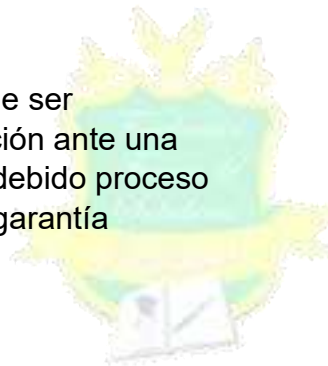 e ser
ción ante una
debido proceso
garantía